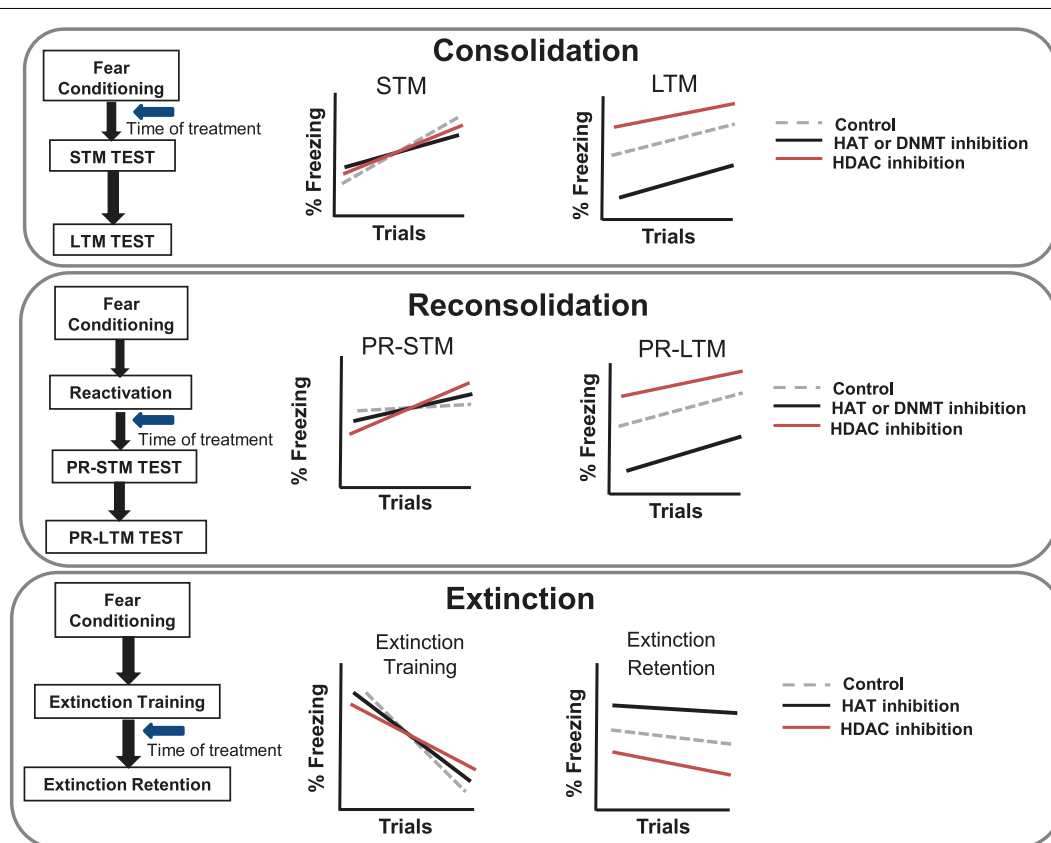 Consolidation
Fear
Conditioning
Time of treatment
STM TEST
LTM TEST
STM
% Freezing
Trials
LTM
% Freezing
Trials
Control
HAT or DNMT inhibition
HDAC inhibition
Reconsolidation
Fear
Conditioning
Reactivation
Time of treatment
PR-STM TEST
PR-LTM TEST
PR-STM
% Freezing
Trials
PR-LTM
% Freezing
Trials
Control
HAT or DNMT inhibition
HDAC inhibition
Extinction
Fear
Conditioning
Extinction Training
Time of treatment
Extinction Retention
Extinction
Training
% Freezing
Trials
Extinction
Retention
% Freezing
Trials
Control
HAT inhibition
HDAC inhibition